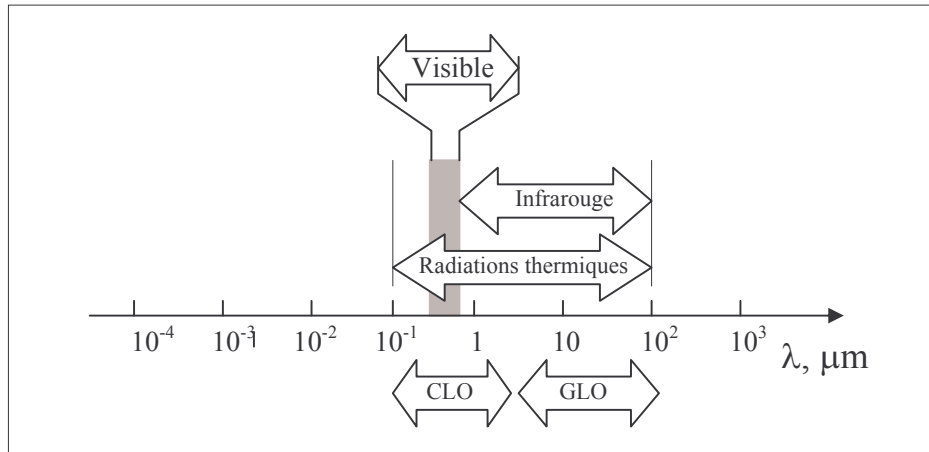 Visible
Infrarouge
Radiations thermiques
10⁻⁴ 10⁻³ 10⁻² 10⁻¹ 1 10 10² 10³
λ, μm
CLO GLO